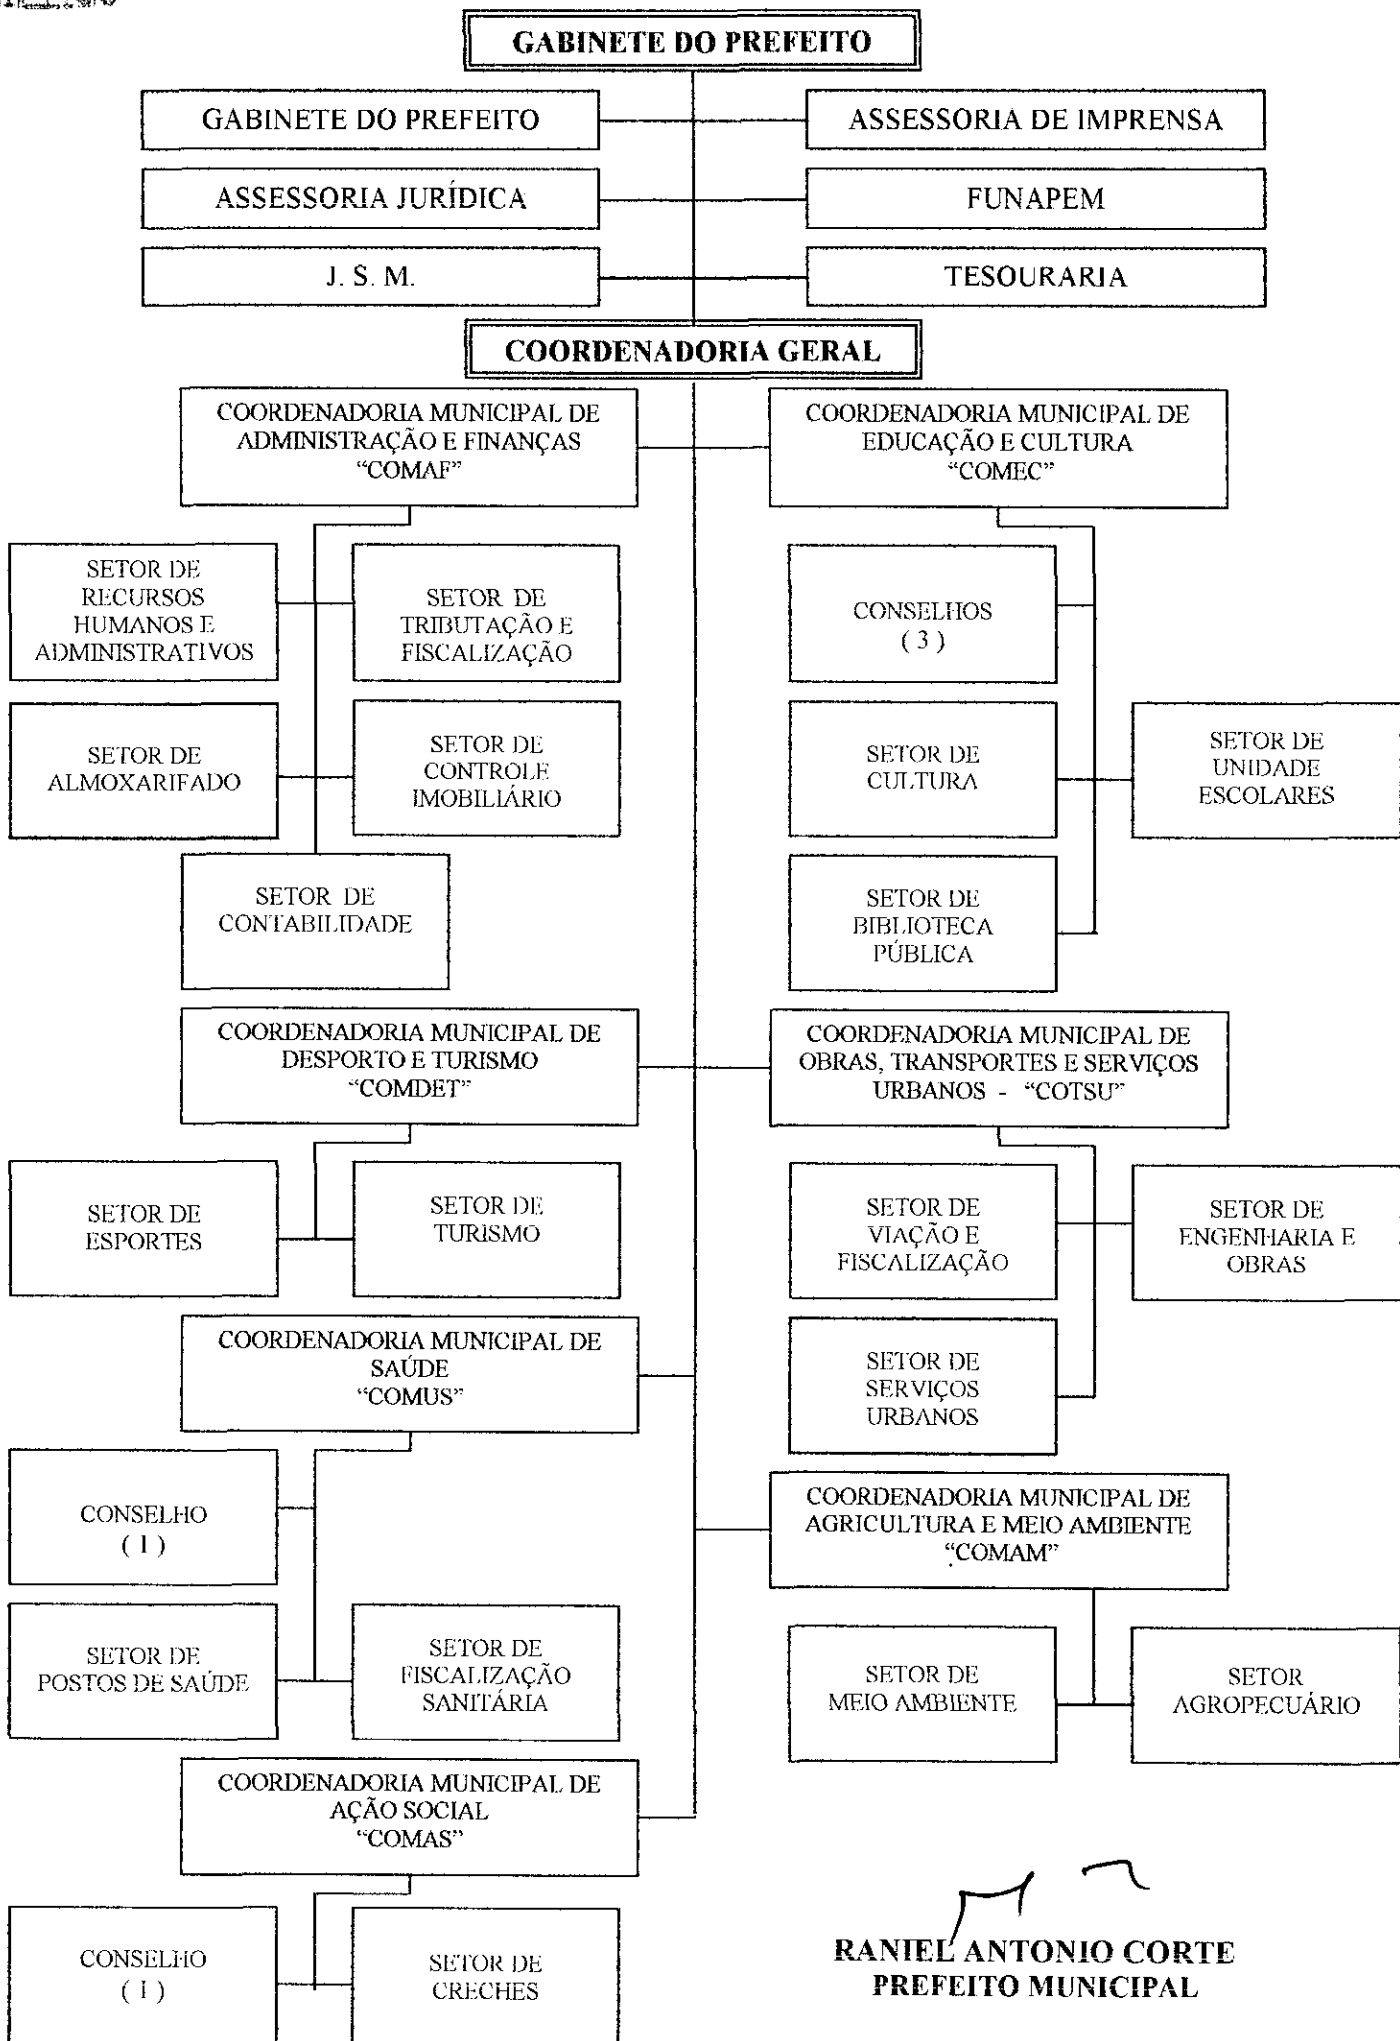 GABINETE DO PREFEITO
GABINETE DO PREFEITO
ASSESSORIA DE IMPRENSA
ASSESSORIA JURÍDICA
FUNAPEM
J. S. M.
TESOURARIA
COORDENADORIA GERAL
COORDENADORIA MUNICIPAL DE
ADMINISTRAÇÃO E FINANÇAS
“COMAF”
COORDENADORIA MUNICIPAL DE
EDUCAÇÃO E CULTURA
“COMEC”
SETOR DE
RECURSOS
HUMANOS E
ADMINISTRATIVOS
SETOR DE
TRIBUTAÇÃO E
FISCALIZAÇÃO
CONSELHOS
( 3 )
SETOR DE
ALMOXARIFADO
SETOR DE
CONTROLE
IMOBILIÁRIO
SETOR DE
CULTURA
SETOR DE
UNIDADE
ESCOLARES
SETOR DE
CONTABILIDADE
SETOR DE
BIBLIOTECA
PÚBLICA
COORDENADORIA MUNICIPAL DE
DESPORTO E TURISMO
“COMDET”
COORDENADORIA MUNICIPAL DE
OBRAS, TRANSPORTES E SERVIÇOS
URBANOS - “COTSU”
SETOR DE
ESPORTES
SETOR DE
TURISMO
SETOR DE
VIAÇÃO E
FISCALIZAÇÃO
SETOR DE
ENGENHARIA E
OBRAS
COORDENADORIA MUNICIPAL DE
SAÚDE
“COMUS”
SETOR DE
SERVIÇOS
URBANOS
CONSELHO
( 1 )
COORDENADORIA MUNICIPAL DE
AGRICULTURA E MEIO AMBIENTE
“COMAM”
SETOR DE
POSTOS DE SAÚDE
SETOR DE
FISCALIZAÇÃO
SANITÁRIA
SETOR DE
MEIO AMBIENTE
SETOR
AGROPECUÁRIO
COORDENADORIA MUNICIPAL DE
AÇÃO SOCIAL
“COMAS”
CONSELHO
( 1 )
SETOR DE
CRECHES
RANIEL ANTONIO CORTE
PREFEITO MUNICIPAL